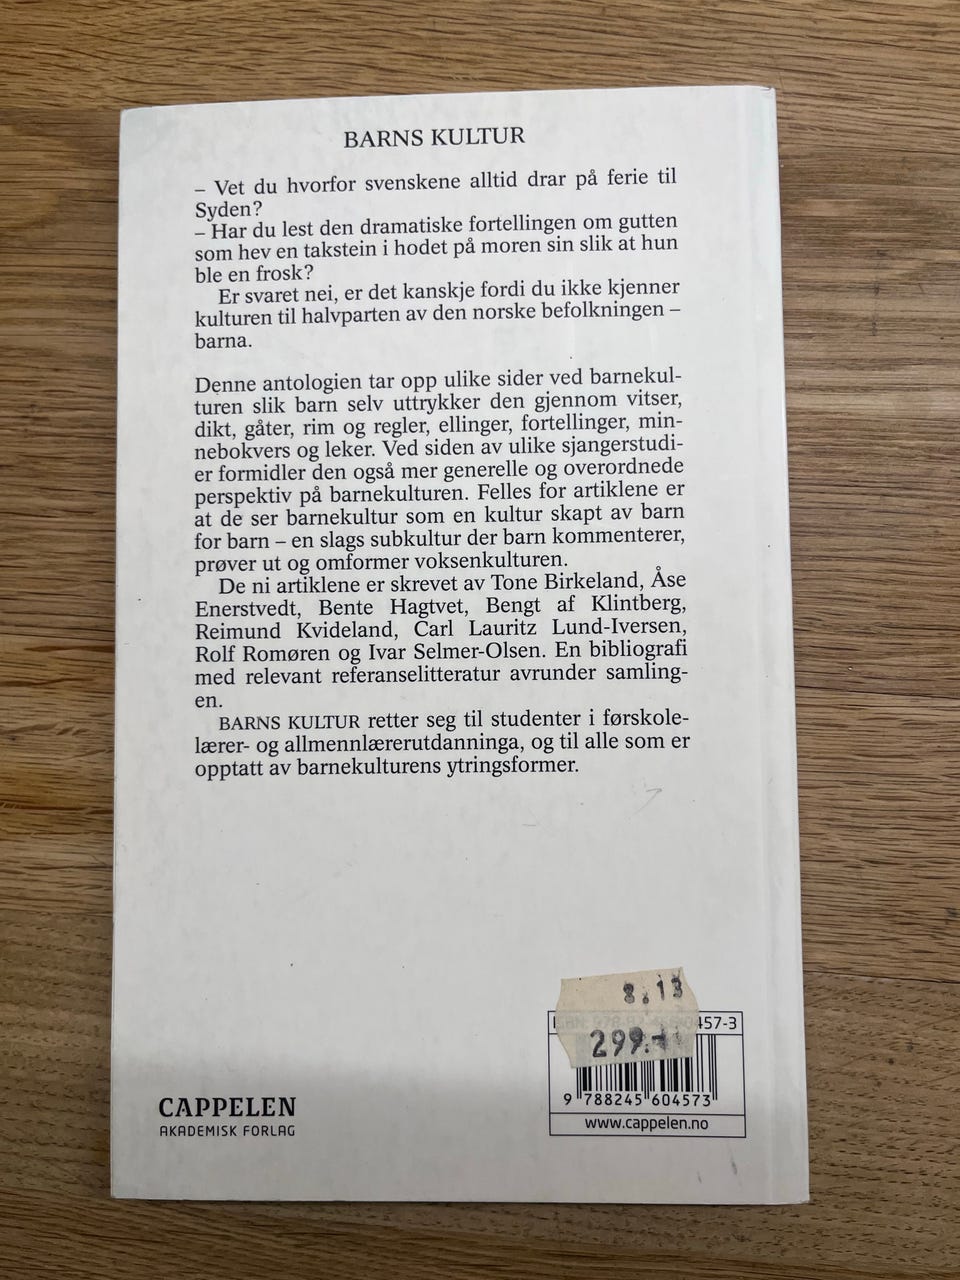 BARNS KULTUR
– Vet du hvorfor svenskene alltid drar på ferie til
Syden?
– Har du lest den dramatiske fortellingen om gutten
som hev en takstein i hodet på moren sin slik at hun
ble en frosk?
Er svaret nei, er det kanskje fordi du ikke kjenner
kulturen til halvparten av den norske befolkningen –
barna.
Denne antologien tar opp ulike sider ved barnekul-
turen slik barn selv uttrykker den gjennom vitser,
dikt, gåter, rim og regler, ellinger, fortellinger, min-
nebokvers og leker. Ved siden av ulike sjangerstudi-
er formidler den også mer generelle og overordnede
perspektiv på barnekulturen. Felles for artiklene er
at de ser barnekultur som en kultur skapt av barn
for barn – en slags subkultur der barn kommenterer,
prøver ut og omformer voksenkulturen.
De ni artiklene er skrevet av Tone Birkeland, Åse
Enerstvedt, Bente Hagtvet, Bengt af Klintberg,
Reimund Kvideland, Carl Lauritz Lund-Iversen,
Rolf Romøren og Ivar Selmer-Olsen. En bibliografi
med relevant referanselitteratur avrunder samling-
en.
BARNS KULTUR retter seg til studenter i førskole-
lærer- og allmennlærerutdanninga, og til alle som er
opptatt av barnekulturens ytringsformer.
8.13
457-3
299.-
9 788245 604573
www.cappelen.no
CAPPELEN
AKADEMISK FORLAG